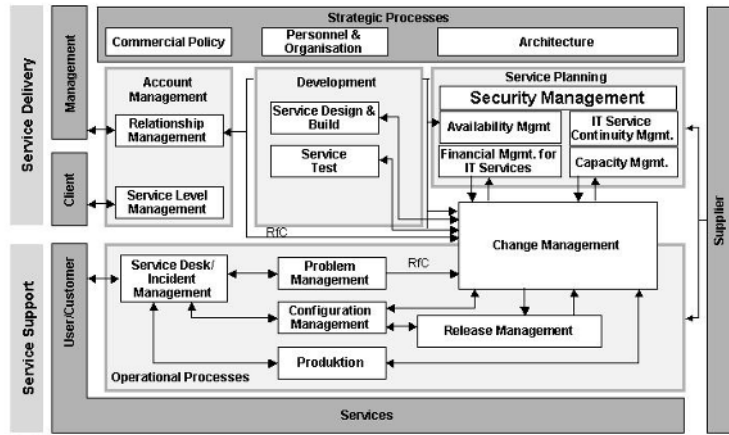 Strategic Processes
Commercial Policy
Personnel &
Organisation
Architecture
Service Delivery
Management
Client
Account
Management
Relationship
Management
Service Level
Management
Development
Service Design &
Build
Service
Test
Service Planning
Security Management
Availability Mgmt
IT Service
Continuity Mgmt.
Financial Mgmt. for
IT Services
Capacity Mgmt.
Supplier
RfC
Change Management
Service Support
User/Customer
Service Desk/
Incident
Management
Problem
Management
RfC
Configuration
Management
Release Management
Produktion
Operational Processes
Services